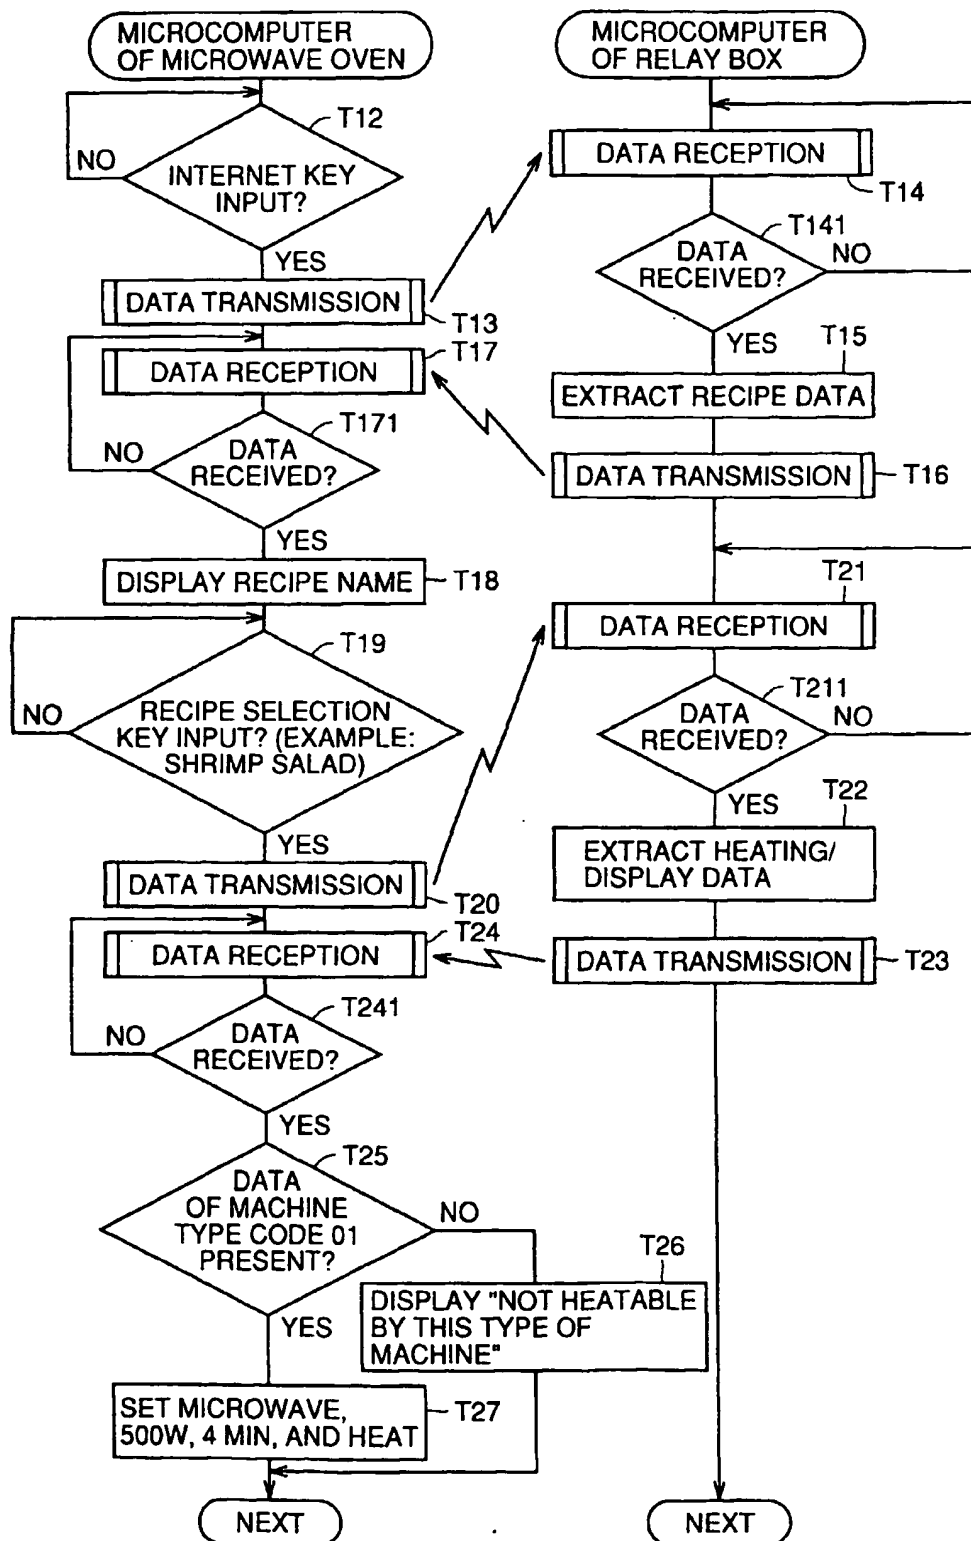 MICROCOMPUTER
OF MICROWAVE OVEN
T12
NO
INTERNET KEY
INPUT?
YES
DATA TRANSMISSION
T13
T17
DATA RECEPTION
T171
NO
DATA
RECEIVED?
YES
DISPLAY RECIPE NAME
T18
T19
NO
RECIPE SELECTION
KEY INPUT? (EXAMPLE:
SHRIMP SALAD)
YES
DATA TRANSMISSION
T20
T24
DATA RECEPTION
T241
NO
DATA
RECEIVED?
YES
T25
DATA
OF MACHINE
TYPE CODE 01
PRESENT?
NO
YES
T26
DISPLAY "NOT HEATABLE
BY THIS TYPE OF
MACHINE"
SET MICROWAVE,
500W, 4 MIN, AND HEAT
T27
NEXT
MICROCOMPUTER
OF RELAY BOX
DATA RECEPTION
T14
T141
DATA
RECEIVED?
NO
YES
T15
EXTRACT RECIPE DATA
DATA TRANSMISSION
T16
T21
DATA RECEPTION
T211
DATA
RECEIVED?
NO
YES
T22
EXTRACT HEATING/
DISPLAY DATA
DATA TRANSMISSION
T23
NEXT